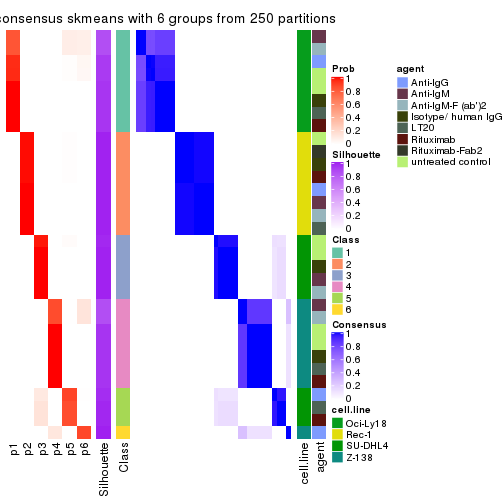 consensus skmeans with 6 groups from 250 partitions
Prob
1
0.8
0.6
0.4
0.2
0
Silhouette
1
0.8
0.6
0.4
0.2
0
Class
1
2
3
4
5
6
Consensus
1
0.8
0.6
0.4
0.2
0
cell.line
Oci-Ly18
Rec-1
SU-DHL4
Z-138
agent
Anti-IgG
Anti-IgM
Anti-IgM-F (ab')2
Isotype/ human IgG
LT20
Rituximab
Rituximab-Fab2
untreated control
p1
p2
p3
p4
p5
p6
Silhouette
Class
cell.line
agent